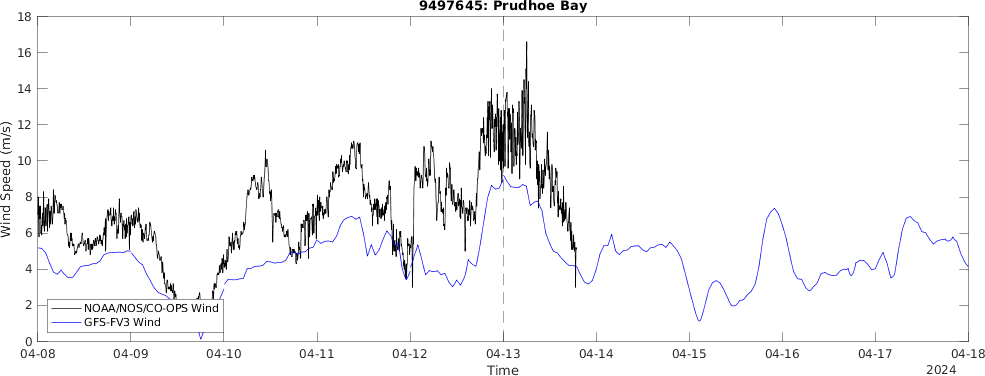 9497645: Prudhoe Bay
18
16
14
12
10
8
6
4
2
0
Wind Speed (m/s)
NOAA/NOS/CO-OPS Wind
GFS-FV3 Wind
04-08 04-09 04-10 04-11 04-12 04-13 04-14 04-15 04-16 04-17 04-18
Time
2024